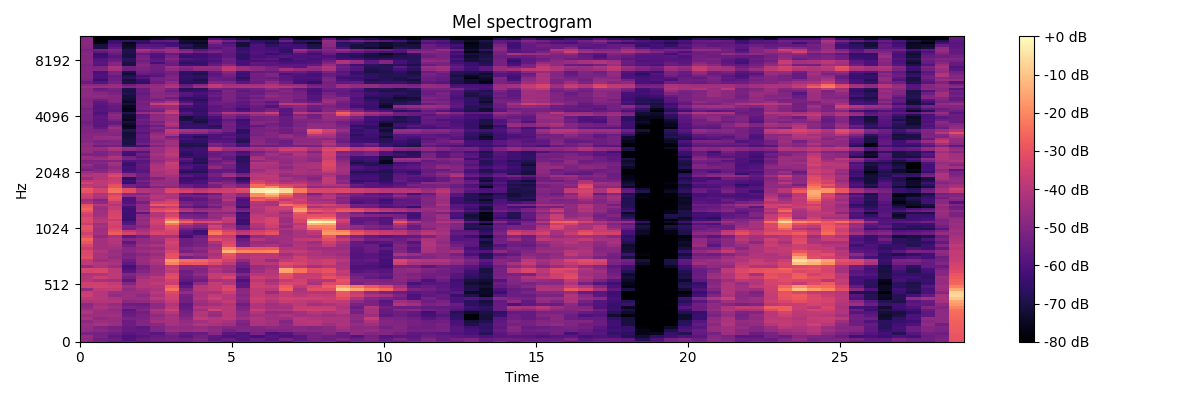 Mel spectrogram
Hz
8192
4096
2048
1024
512
0
0 5 10 15 20 25
Time
+0 dB
-10 dB
-20 dB
-30 dB
-40 dB
-50 dB
-60 dB
-70 dB
-80 dB